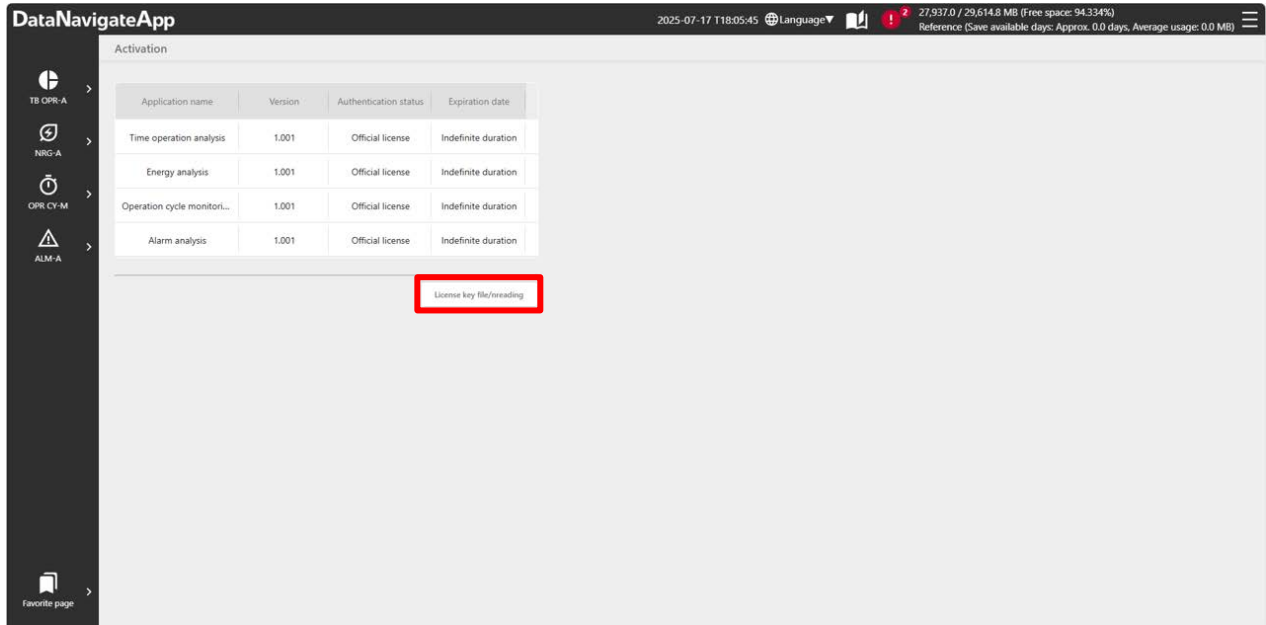 DataNavigateApp
2025-07-17 T18:05:45 Language▼
2
27,937.0 / 29,614.8 MB (Free space: 94.334%)
Reference (Save available days: Approx. 0.0 days, Average usage: 0.0 MB)
Activation
TB OPR-A
NRG-A
OPR CY-M
ALM-A
Application name Version Authentication status Expiration date
Time operation analysis 1.001 Official license Indefinite duration
Energy analysis 1.001 Official license Indefinite duration
Operation cycle monitori... 1.001 Official license Indefinite duration
Alarm analysis 1.001 Official license Indefinite duration
License key file/nreading
Favorite page